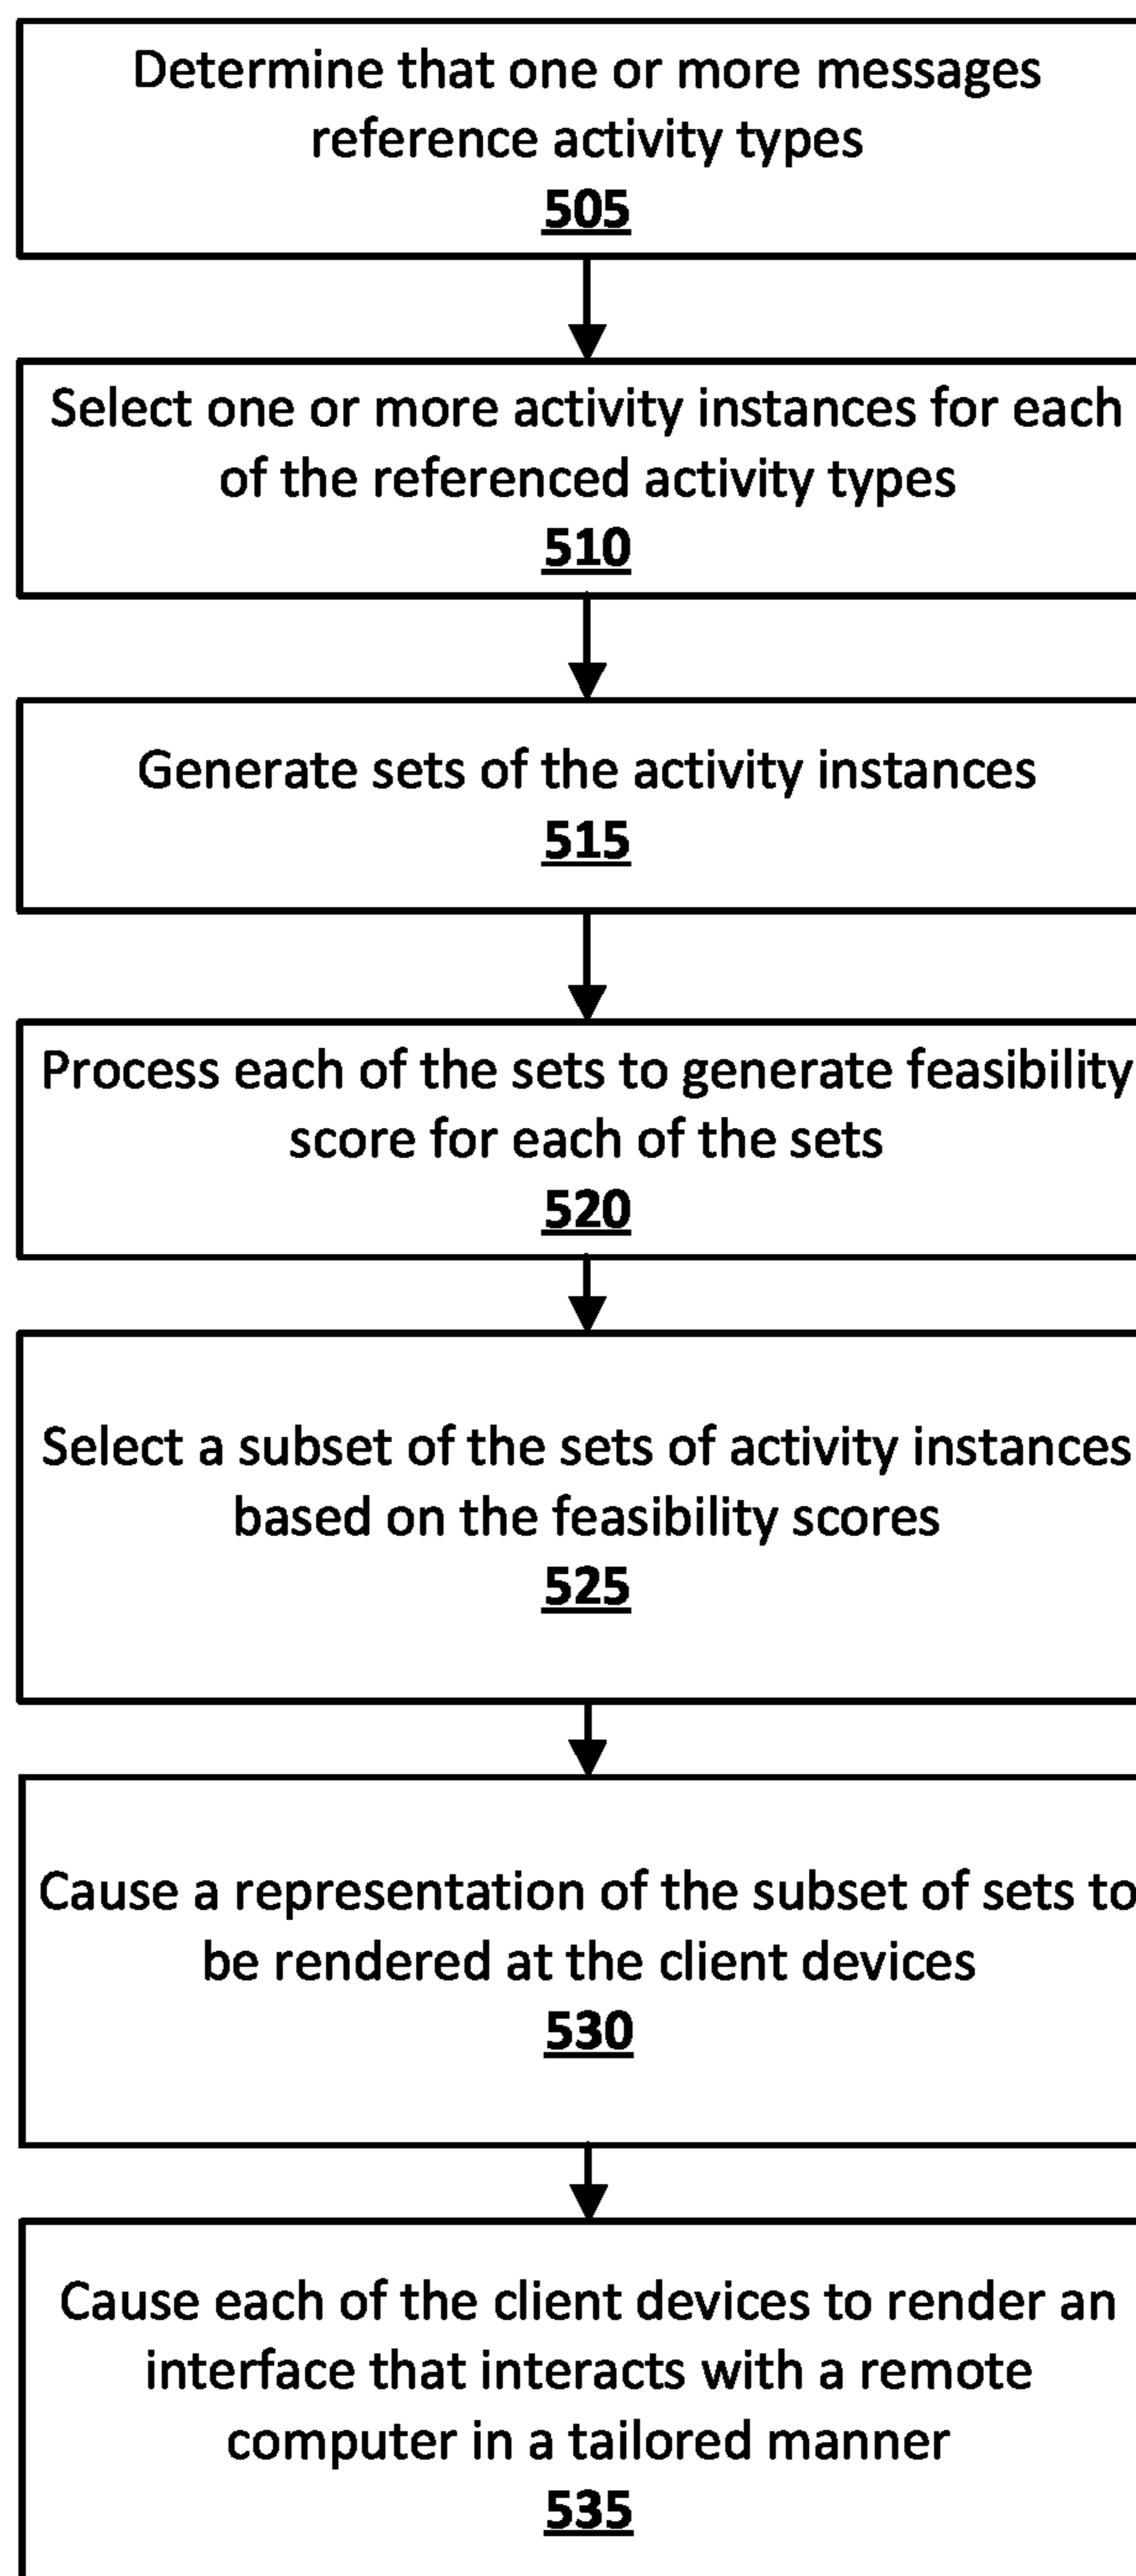 Determine that one or more messages
reference activity types
505
Select one or more activity instances for each
of the referenced activity types
510
Generate sets of the activity instances
515
Process each of the sets to generate feasibility
score for each of the sets
520
Select a subset of the sets of activity instances
based on the feasibility scores
525
Cause a representation of the subset of sets to
be rendered at the client devices
530
Cause each of the client devices to render an
interface that interacts with a remote
computer in a tailored manner
535